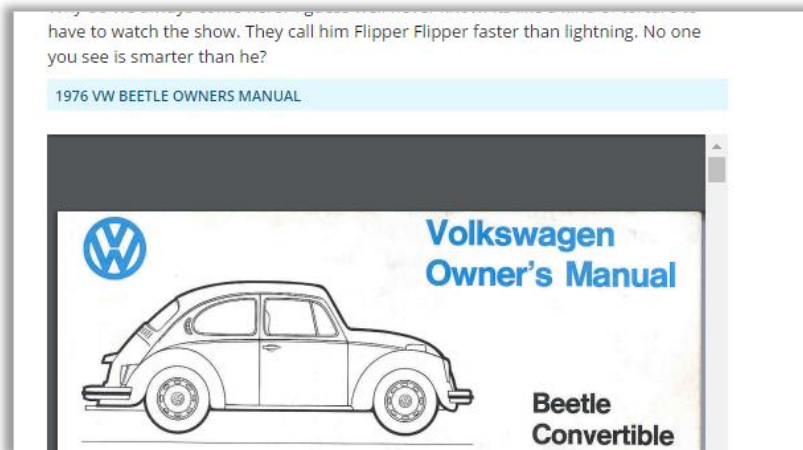 have to watch the show. They call him Flipper Flipper faster than lightning. No one
you see is smarter than he?
1976 VW BEETLE OWNERS MANUAL
VW
Volkswagen
Owner's Manual
Beetle
Convertible